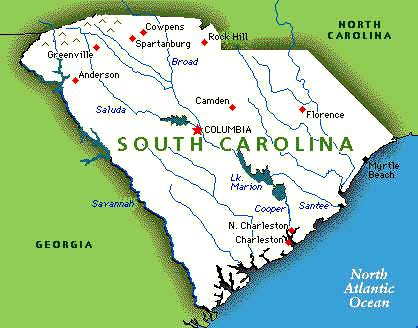 NORTH
CAROLINA
Cowpens
Spartanburg
Rock Hill
Greenville
Broad
Anderson
Saluda
Camden
Florence
COLUMBIA
SOUTH CAROLINA
Myrtle
Beach
Lk.
Marion
Savannah
Cooper
Santee
N. Charleston
Charleston
GEORGIA
North
Atlantic
Ocean